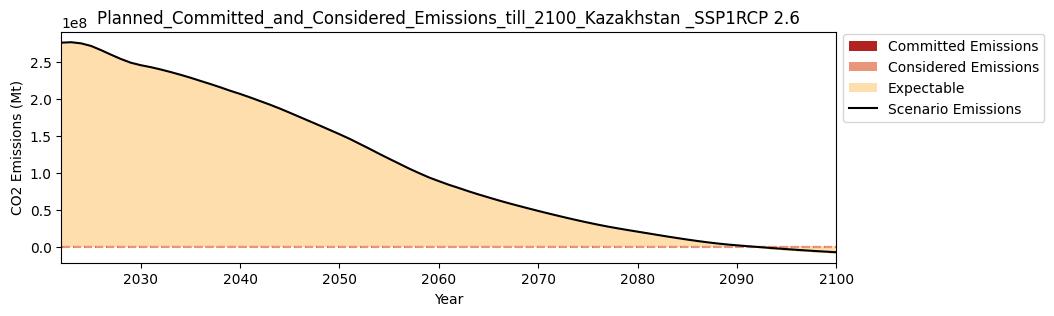 Planned_Committed_and_Considered_Emissions_till_2100_Kazakhstan _SSP1RCP 2.6
1e8
2.5
2.0
1.5
1.0
0.5
0.0
CO2 Emissions (Mt)
2030 2040 2050 2060 2070 2080 2090 2100
Year
Committed Emissions
Considered Emissions
Expectable
Scenario Emissions